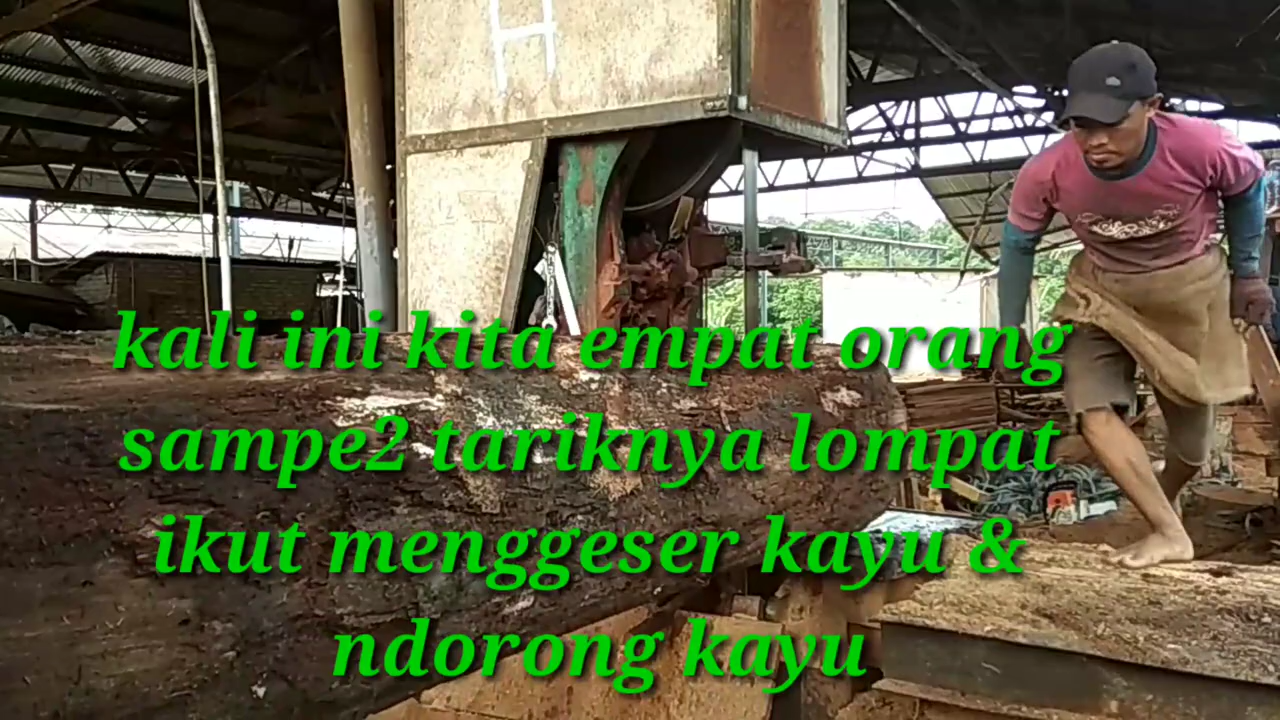 H
kali ini kita empat orang
sampe2 tariknya lompat
ikut menggeser kayu &
ndorong kayu